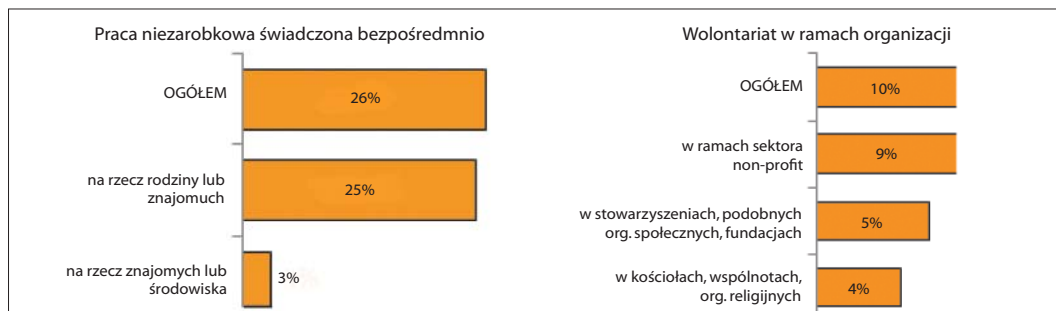 Praca niezarobkowa świadczona bezpośredmnio
OGÓŁEM
26%
na rzecz rodziny lub
znajomuch
25%
na rzecz znajomych lub
środowiska
3%
Wolontariat w ramach organizacji
OGÓŁEM
10%
w ramach sektora
non-profit
9%
w stowarzyszeniach, podobnych
org. społecznych, fundacjach
5%
w kościołach, wspólnotach,
org. religijnych
4%